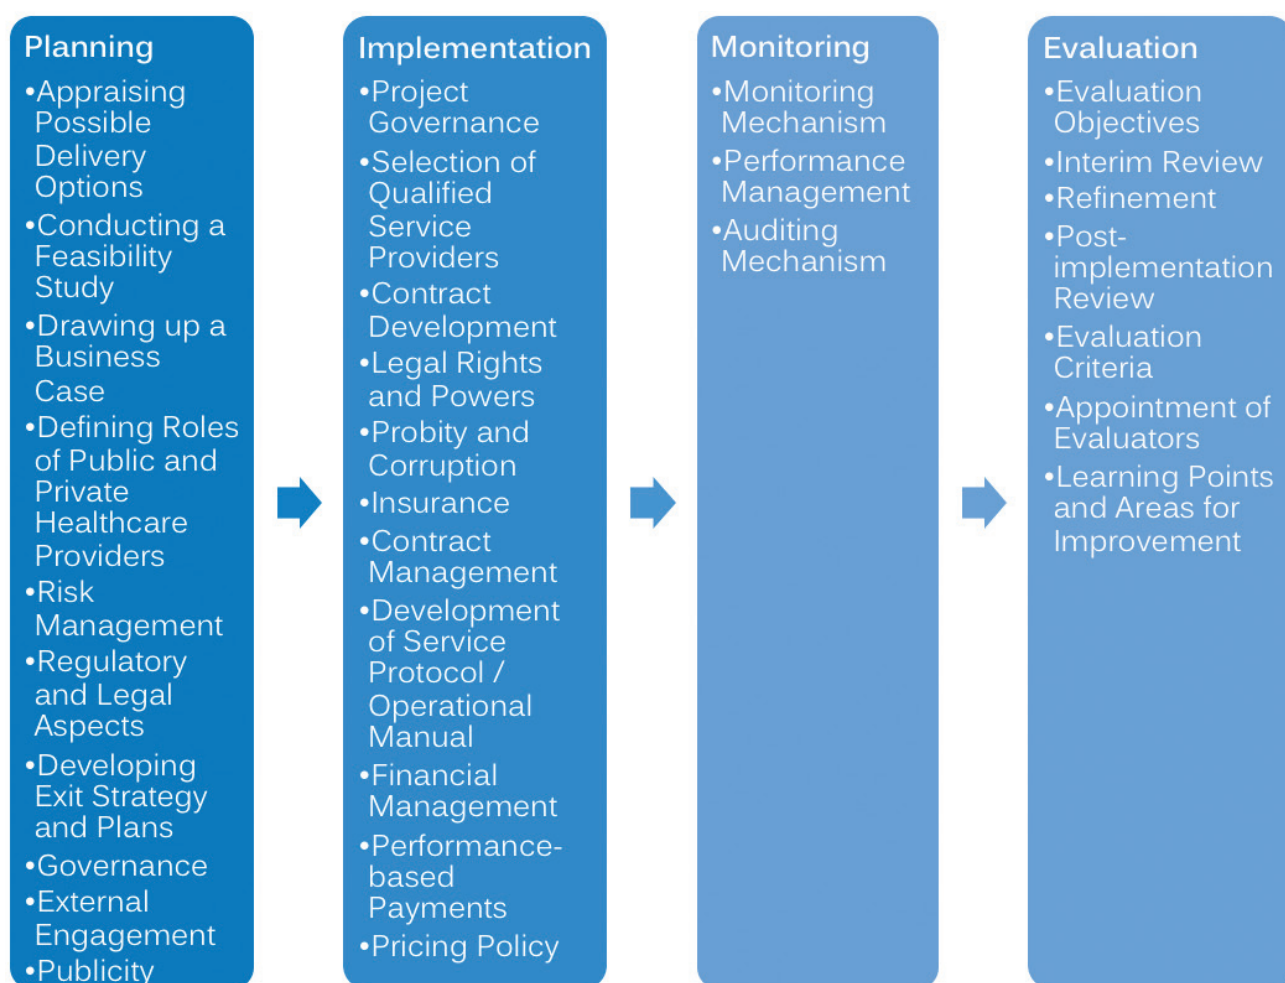 Planning
•Appraising
Possible
Delivery
Options
•Conducting a
Feasibility
Study
•Drawing up a
Business
Case
•Defining Roles
of Public and
Private
Healthcare
Providers
•Risk
Management
•Regulatory
and Legal
Aspects
•Developing
Exit Strategy
and Plans
•Governance
•External
Engagement
•Publicity
Implementation
•Project
Governance
•Selection of
Qualified
Service
Providers
•Contract
Development
•Legal Rights
and Powers
•Probity and
Corruption
•Insurance
•Contract
Management
•Development
of Service
Protocol /
Operational
Manual
•Financial
Management
•Performance-
based
Payments
•Pricing Policy
Monitoring
•Monitoring
Mechanism
•Performance
Management
•Auditing
Mechanism
Evaluation
•Evaluation
Objectives
•Interim Review
•Refinement
•Post-
implementation
Review
•Evaluation
Criteria
•Appointment of
Evaluators
•Learning Points
and Areas for
Improvement